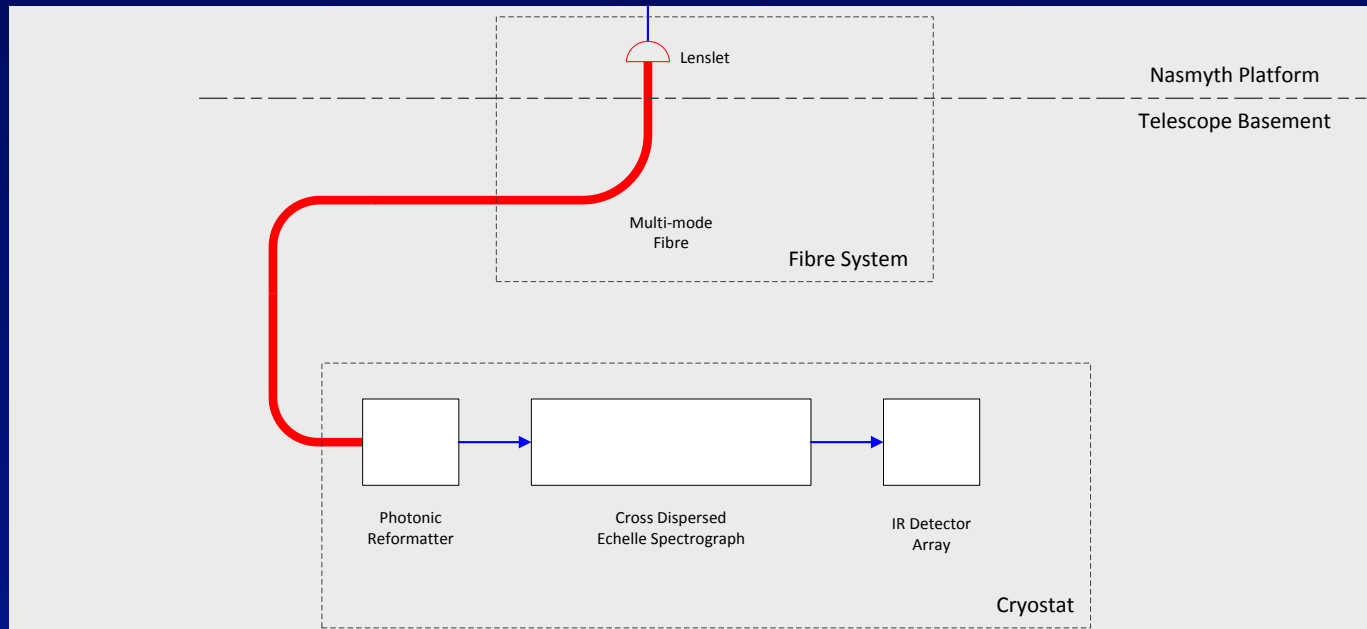 Lenslet
Nasmyth Platform
Telescope Basement
Multi-mode
Fibre
Fibre System
Photonic
Reformatter
Cross Dispersed
Echelle Spectrograph
IR Detector
Array
Cryostat